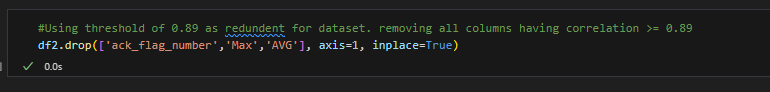 #Using threshold of 0.89 as redundent for dataset. removing all columns having correlation >= 0.89
df2.drop(['ack_flag_number','Max','AVG'], axis=1, inplace=True)
0.0s